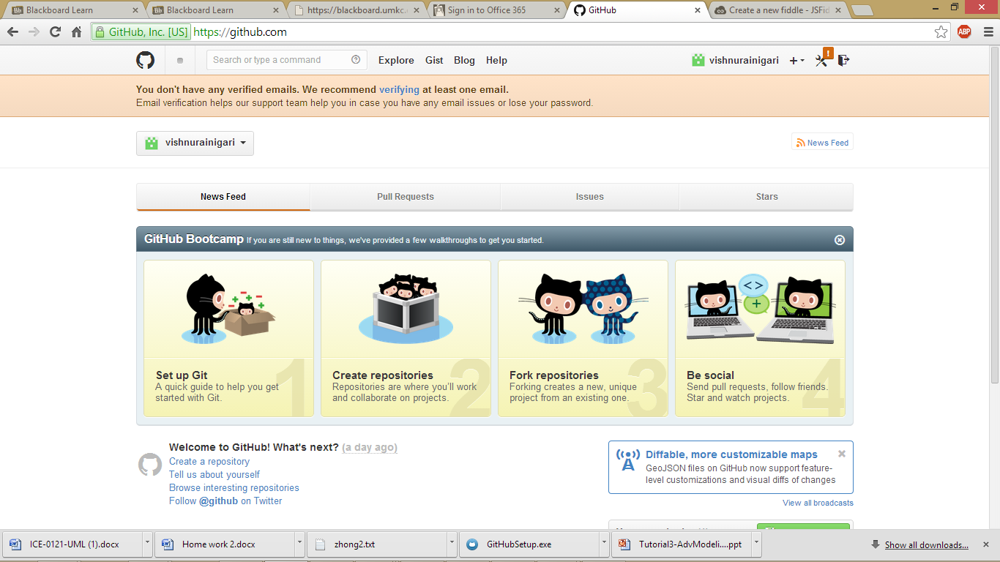 Blackboard Learn
Blackboard Learn
https://blackboard.umkc.
Sign in to Office 365
GitHub
Create a new fiddle - JSFid
GitHub, Inc. [US] https://github.com
ABP
Search or type a command
Explore Gist Blog Help
vishnurainigari
You don't have any verified emails. We recommend verifying at least one email.
Email verification helps our support team help you in case you have any email issues or lose your password.
vishnurainigari
News Feed
News Feed
Pull Requests
Issues
Stars
GitHub Bootcamp If you are still new to things, we've provided a few walkthroughs to get you started.
1
Set up Git
A quick guide to help you get
started with Git.
2
Create repositories
Repositories are where you'll work
and collaborate on projects.
3
Fork repositories
Forking creates a new, unique
project from an existing one.
4
Be social
Send pull requests, follow friends.
Star and watch projects.
Welcome to GitHub! What's next? (a day ago)
Create a repository
Tell us about yourself
Browse interesting repositories
Follow @github on Twitter
Diffable, more customizable maps
GeoJSON files on GitHub now support feature-
level customizations and visual diffs of changes
View all broadcasts
ICE-0121-UML (1).docx
Home work 2.docx
zhong2.txt
GitHubSetup.exe
Tutorial3-AdvModeli....ppt
Show all downloads...